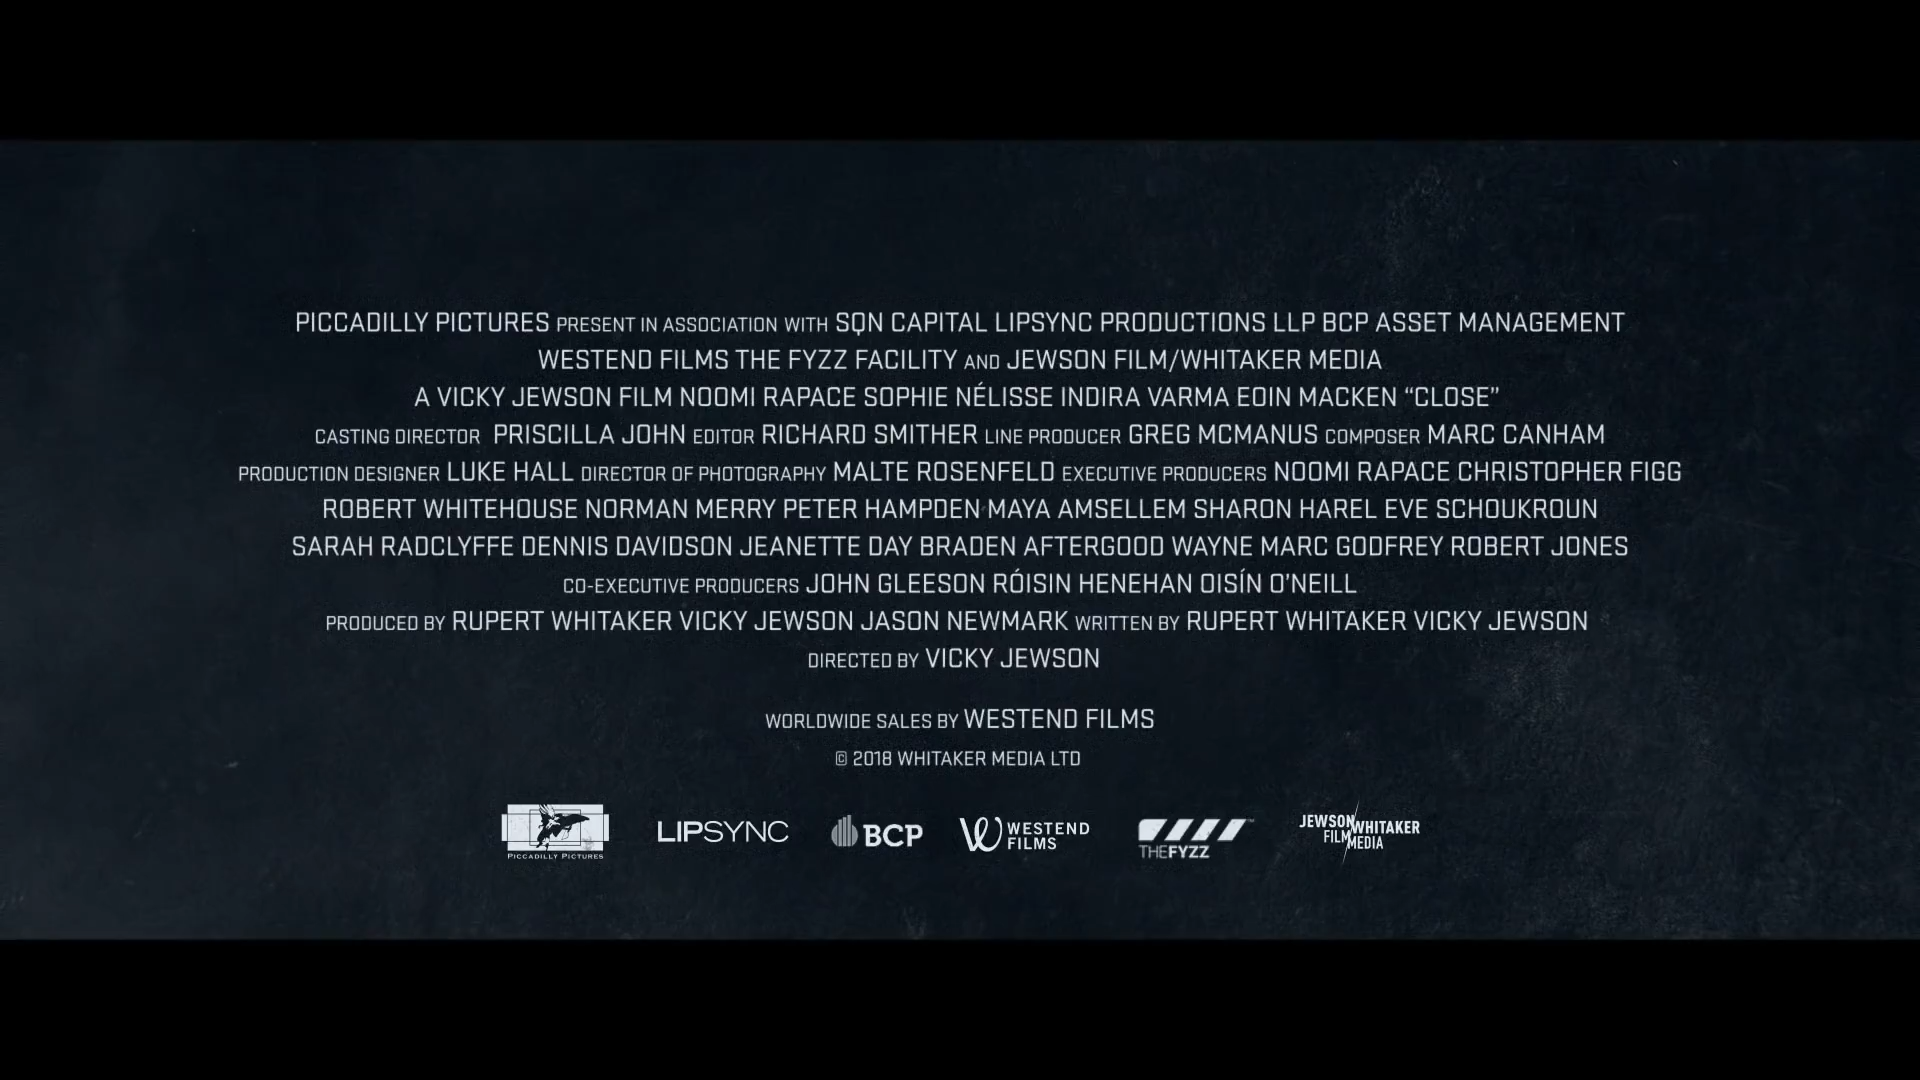 PICCADILLY PICTURES PRESENT IN ASSOCIATION WITH SQN CAPITAL LIPSYNC PRODUCTIONS LLP BCP ASSET MANAGEMENT
WESTEND FILMS THE FYZZ FACILITY AND JEWSON FILM/WHITAKER MEDIA
A VICKY JEWSON FILM NOOMI RAPACE SOPHIE NÉLISSE INDIRA VARMA EOIN MACKEN “CLOSE”
CASTING DIRECTOR PRISCILLA JOHN EDITOR RICHARD SMITHER LINE PRODUCER GREG MCMANUS COMPOSER MARC CANHAM
PRODUCTION DESIGNER LUKE HALL DIRECTOR OF PHOTOGRAPHY MALTE ROSENFELD EXECUTIVE PRODUCERS NOOMI RAPACE CHRISTOPHER FIGG
ROBERT WHITEHOUSE NORMAN MERRY PETER HAMPDEN MAYA AMSELLEM SHARON HAREL EVE SCHOUKROUN
SARAH RADCLYFFE DENNIS DAVIDSON JEANETTE DAY BRADEN AFTERGOOD WAYNE MARC GODFREY ROBERT JONES
CO-EXECUTIVE PRODUCERS JOHN GLEESON RÓISIN HENEHAN OISÍN O’NEILL
PRODUCED BY RUPERT WHITAKER VICKY JEWSON JASON NEWMARK WRITTEN BY RUPERT WHITAKER VICKY JEWSON
DIRECTED BY VICKY JEWSON
WORLDWIDE SALES BY WESTEND FILMS
© 2018 WHITAKER MEDIA LTD
PICCADILLY PICTURES
LIPSYNC
BCP
WESTEND
FILMS
THEFYZZ
JEWSON
FILM
WHITAKER
MEDIA